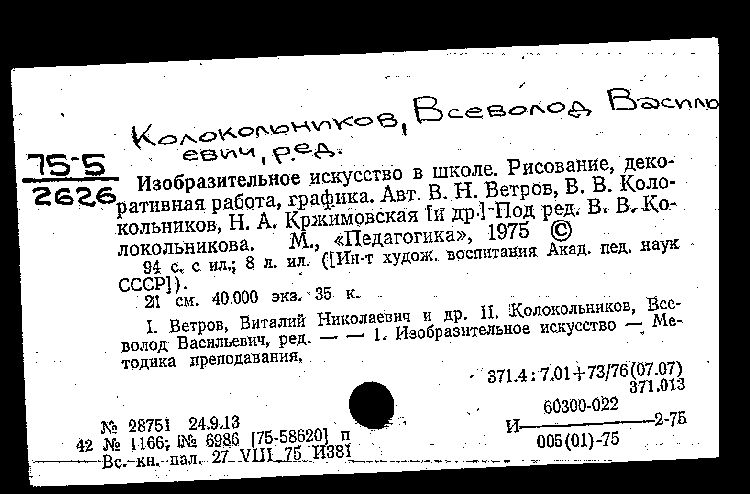 Колокольников, Всеволод Василь
евич, ред.
75-5
2626
Изобразительное искусство в школе. Рисование, деко-
ративная работа, графика. Авт. В. Н. Ветров, В. В. Коло-
кольников, Н. А. Кржимовская [и др.] Под ред. В. В. Ко-
локольникова. М., «Педагогика», 1975 ©
94 с. с ил.; 8 л. ил. ([Ин-т худож. воспитания Акад. пед. наук
СССР]).
21 см. 40.000 экз. 35 к.
I. Ветров, Виталий Николаевич и др. II. Колокольников, Все-
волод Васильевич, ред. — — 1. Изобразительное искусство — Ме-
тодика преподавания.
371.4:7.01+73/76(07.07)
371.013
№ 28751 24.9.13
42 № 1166; №№ 6986 [75-58620] п
Вс. кн. пал. 27 VIII 75 И381
60300-022
И 2-75
005(01)-75